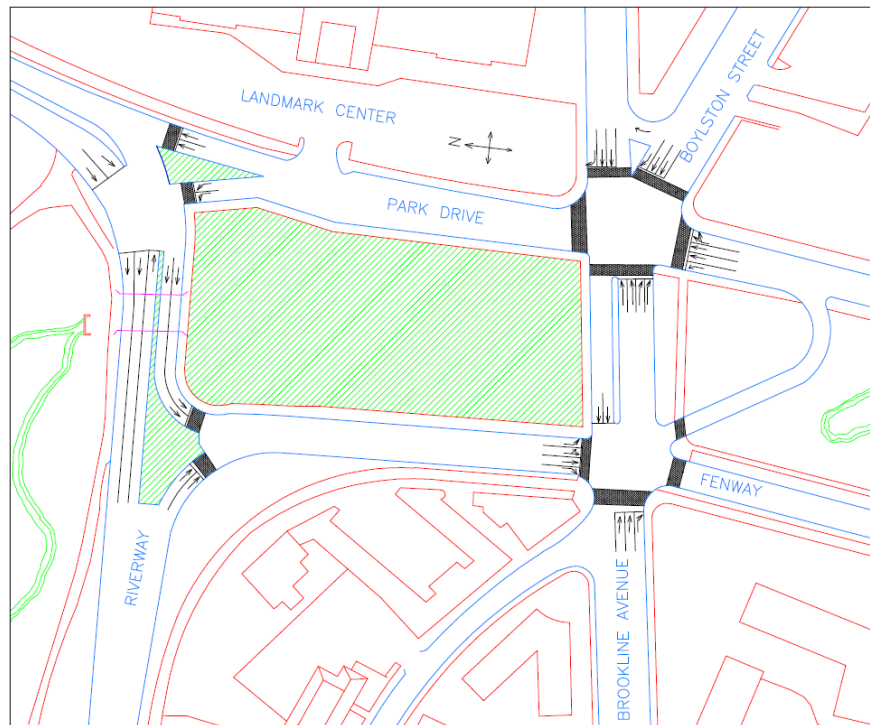 LANDMARK CENTER
BOYLSTON STREET
N
PARK DRIVE
FENWAY
RIVERWAY
BROOKLINE AVENUE